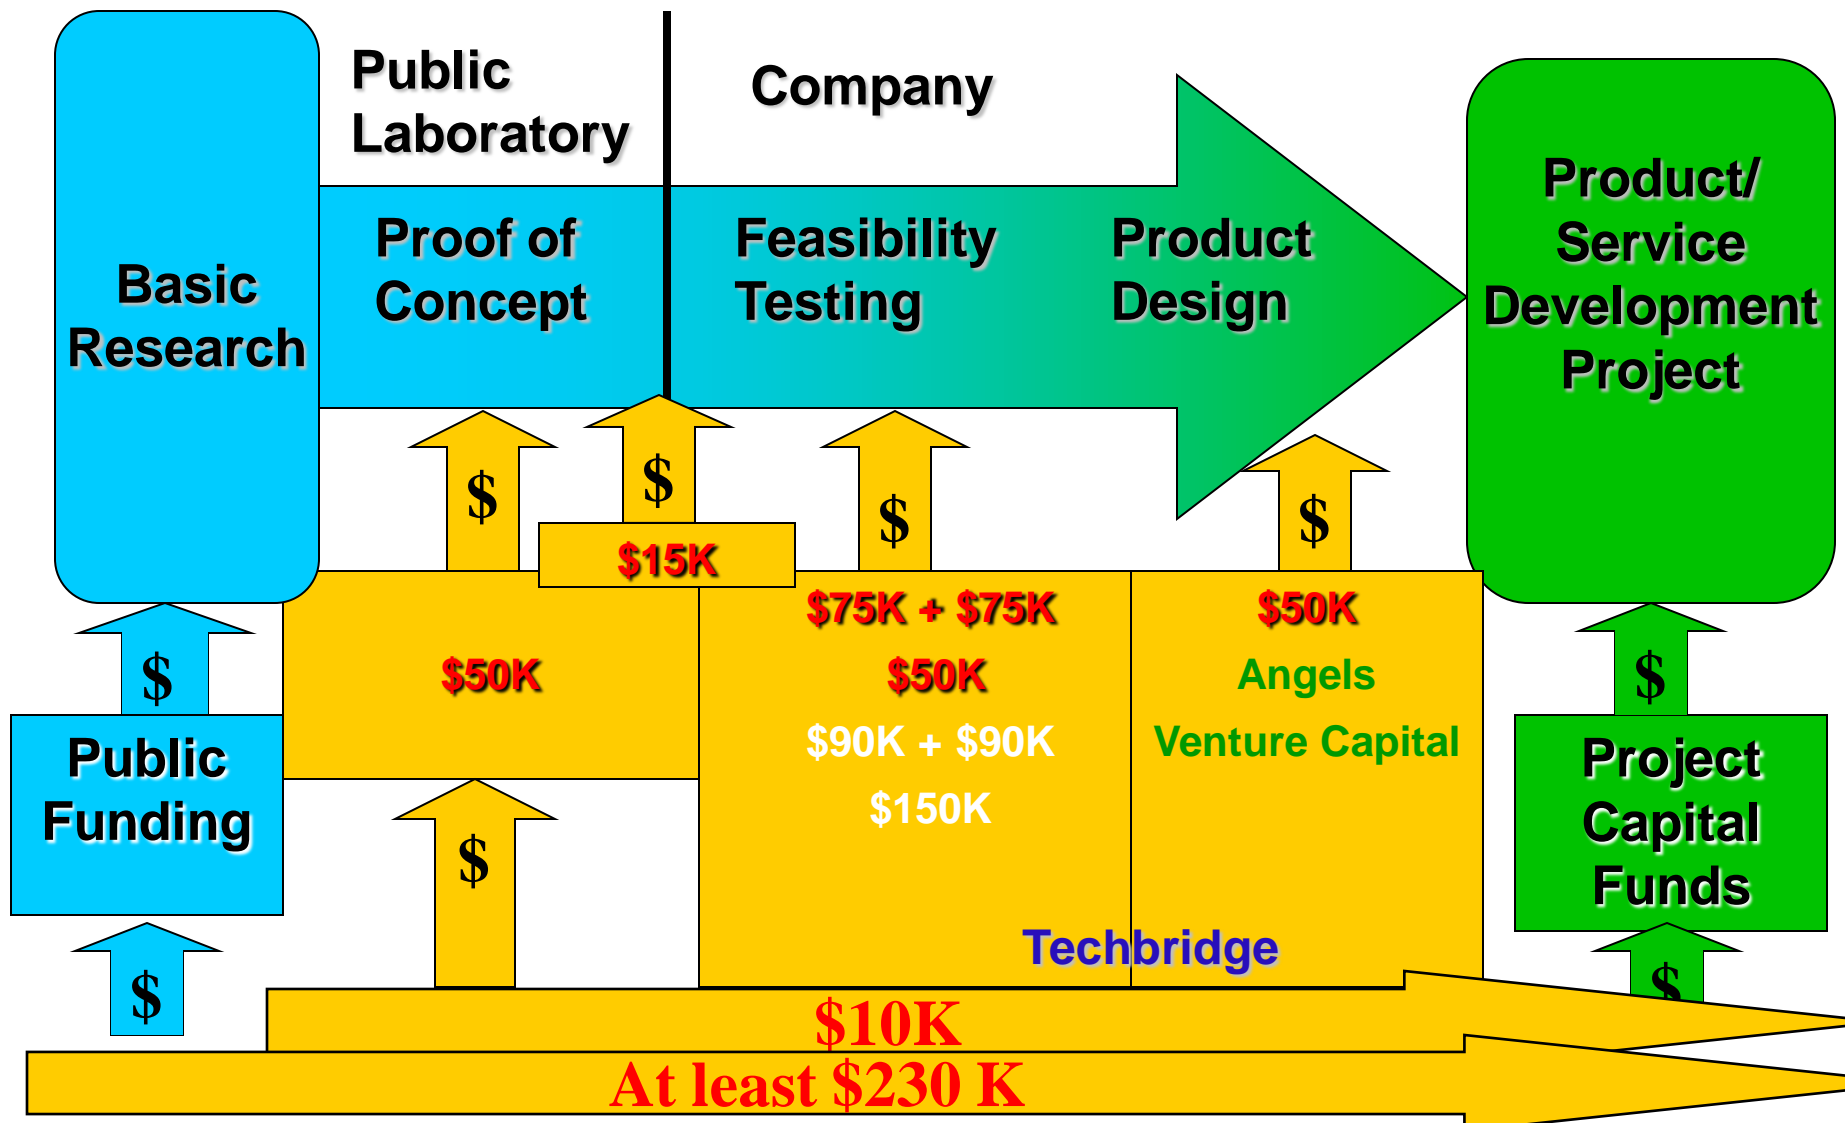 Public
Laboratory
Company
Basic
Research
Proof of
Concept
Feasibility
Testing
Product
Design
Product/
Service
Development
Project
$
$
$
$
$15K
$75K + $75K
$50K
$90K + $90K
$150K
$50K
Angels
Venture Capital
$50K
$
$
Public
Funding
Project
Capital
Funds
$
Techbridge
$
$
$10K
At least $230 K